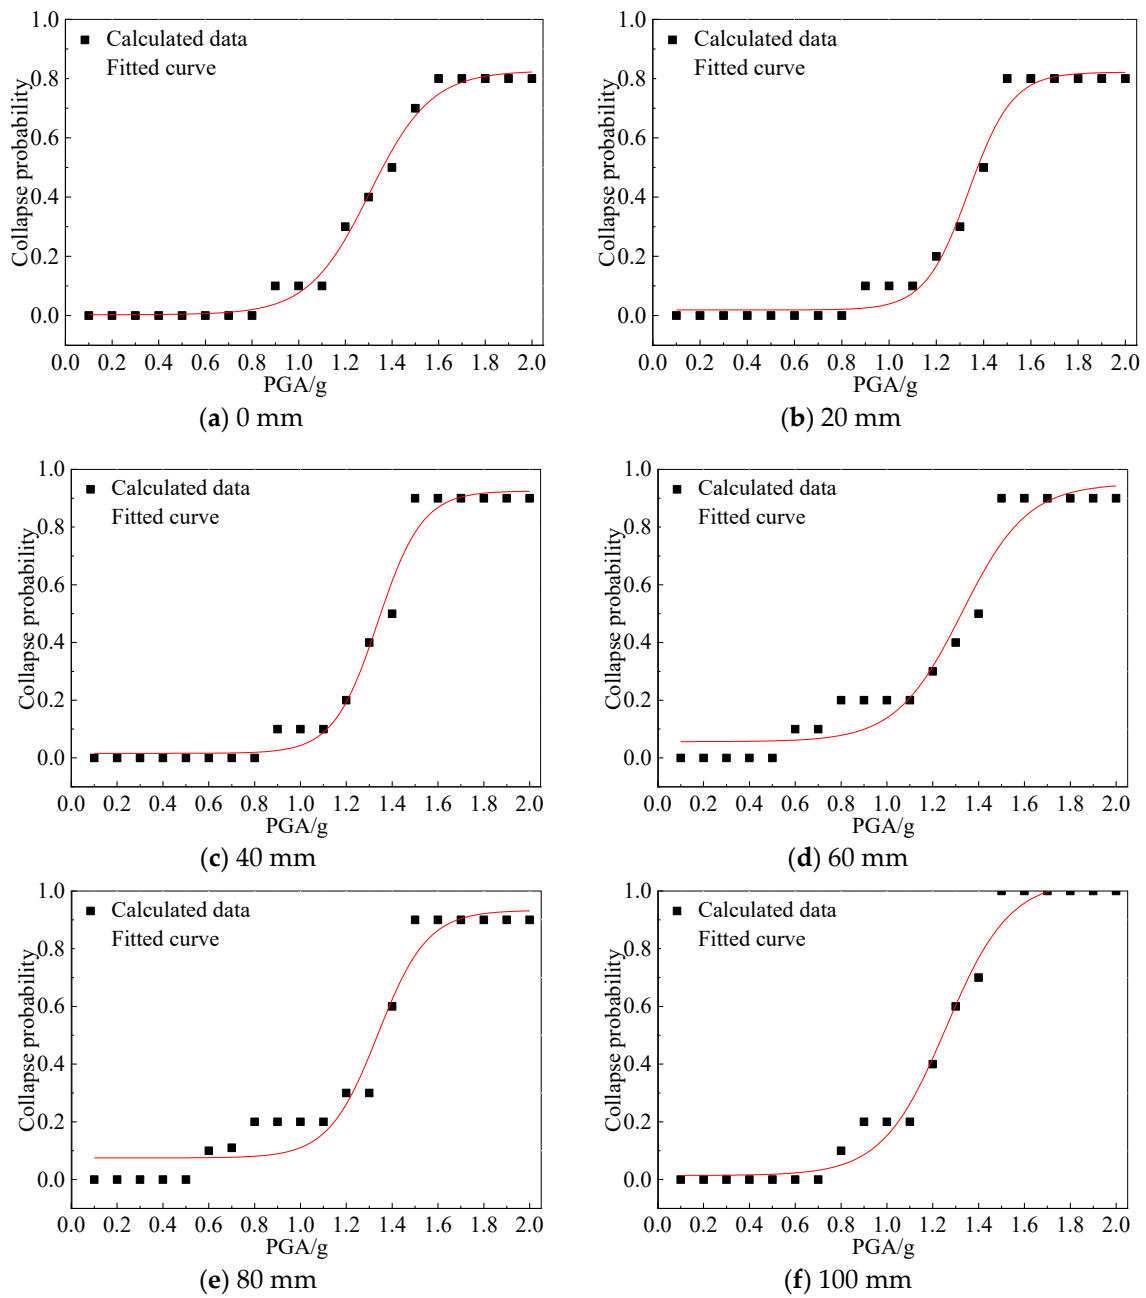 1.0
0.8
0.6
0.4
0.2
0.0
Collapse probability
Calculated data
Fitted curve
0.0 0.2 0.4 0.6 0.8 1.0 1.2 1.4 1.6 1.8 2.0
PGA/g
(a) 0 mm
1.0
0.8
0.6
0.4
0.2
0.0
Collapse probability
Calculated data
Fitted curve
0.0 0.2 0.4 0.6 0.8 1.0 1.2 1.4 1.6 1.8 2.0
PGA/g
(b) 20 mm
1.0
0.8
0.6
0.4
0.2
0.0
Collapse probability
Calculated data
Fitted curve
0.0 0.2 0.4 0.6 0.8 1.0 1.2 1.4 1.6 1.8 2.0
PGA/g
(c) 40 mm
1.0
0.8
0.6
0.4
0.2
0.0
Collapse probability
Calculated data
Fitted curve
0.0 0.2 0.4 0.6 0.8 1.0 1.2 1.4 1.6 1.8 2.0
PGA/g
(d) 60 mm
1.0
0.8
0.6
0.4
0.2
0.0
Collapse probability
Calculated data
Fitted curve
0.0 0.2 0.4 0.6 0.8 1.0 1.2 1.4 1.6 1.8 2.0
PGA/g
(e) 80 mm
1.0
0.8
0.6
0.4
0.2
0.0
Collapse probability
Calculated data
Fitted curve
0.0 0.2 0.4 0.6 0.8 1.0 1.2 1.4 1.6 1.8 2.0
PGA/g
(f) 100 mm